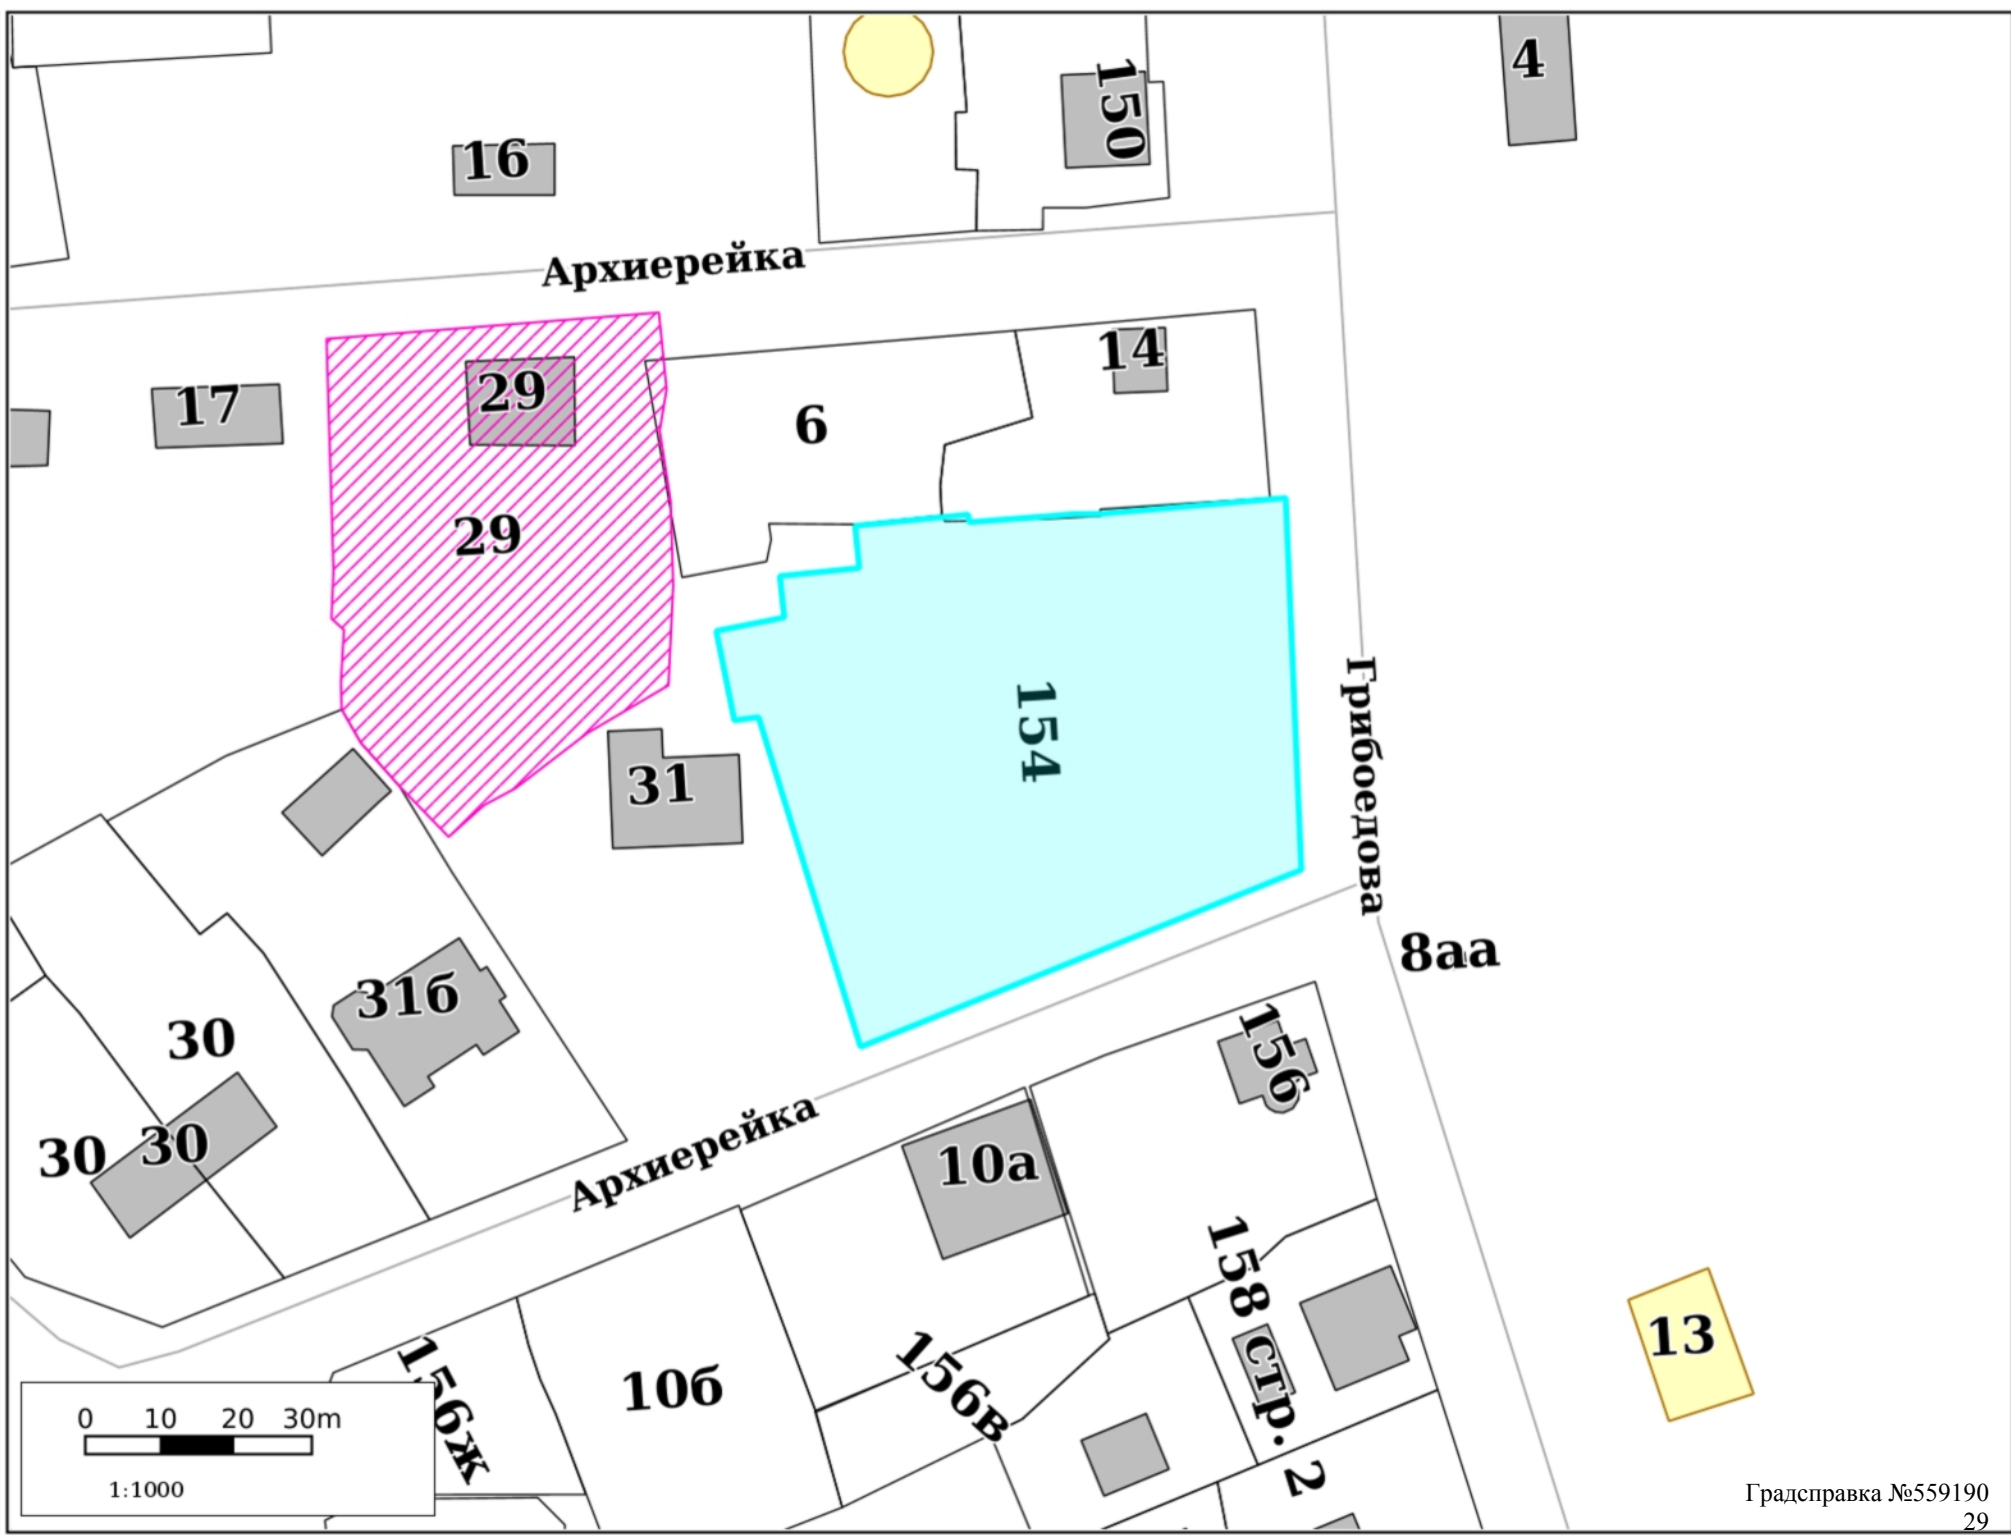 4
150
16
Архиерейка
14
29
17
6
29
154
Грибоедова
31
8аа
31б
30
156
30
30
Архиерейка
10а
158 стр. 2
13
156в
10б
156ж
0 10 20 30m
1:1000
Градсправка №559190
29